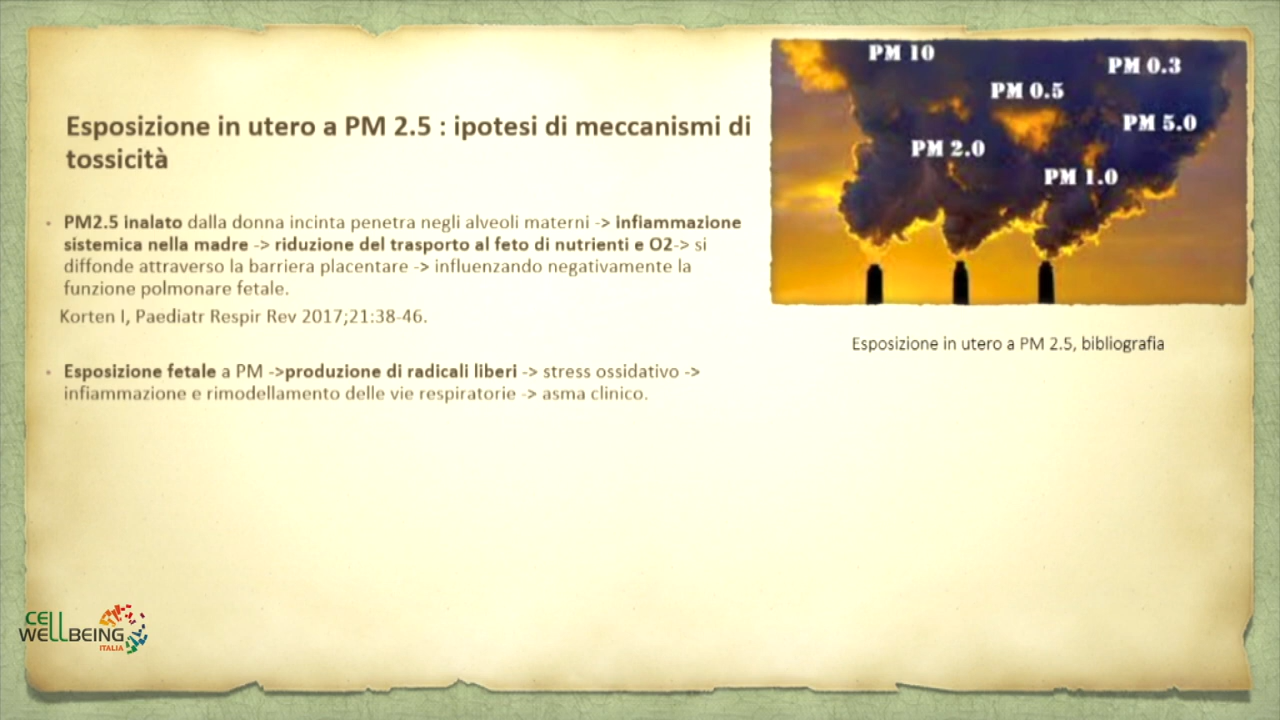 Esposizione in utero a PM 2.5 : ipotesi di meccanismi di
tossicità
• PM2.5 inalato dalla donna incinta penetra negli alveoli materni -> infiammazione
sistemica nella madre -> riduzione del trasporto al feto di nutrienti e O2-> si
diffonde attraverso la barriera placentare -> influenzando negativamente la
funzione polmonare fetale.
Korten I, Paediatr Respir Rev 2017;21:38-46.
• Esposizione fetale a PM ->produzione di radicali liberi -> stress ossidativo ->
infiammazione e rimodellamento delle vie respiratorie -> asma clinico.
PM 10
PM 0.3
PM 0.5
PM 5.0
PM 2.0
PM 1.0
Esposizione in utero a PM 2.5, bibliografia
CELL
WELLBEING
ITALIA